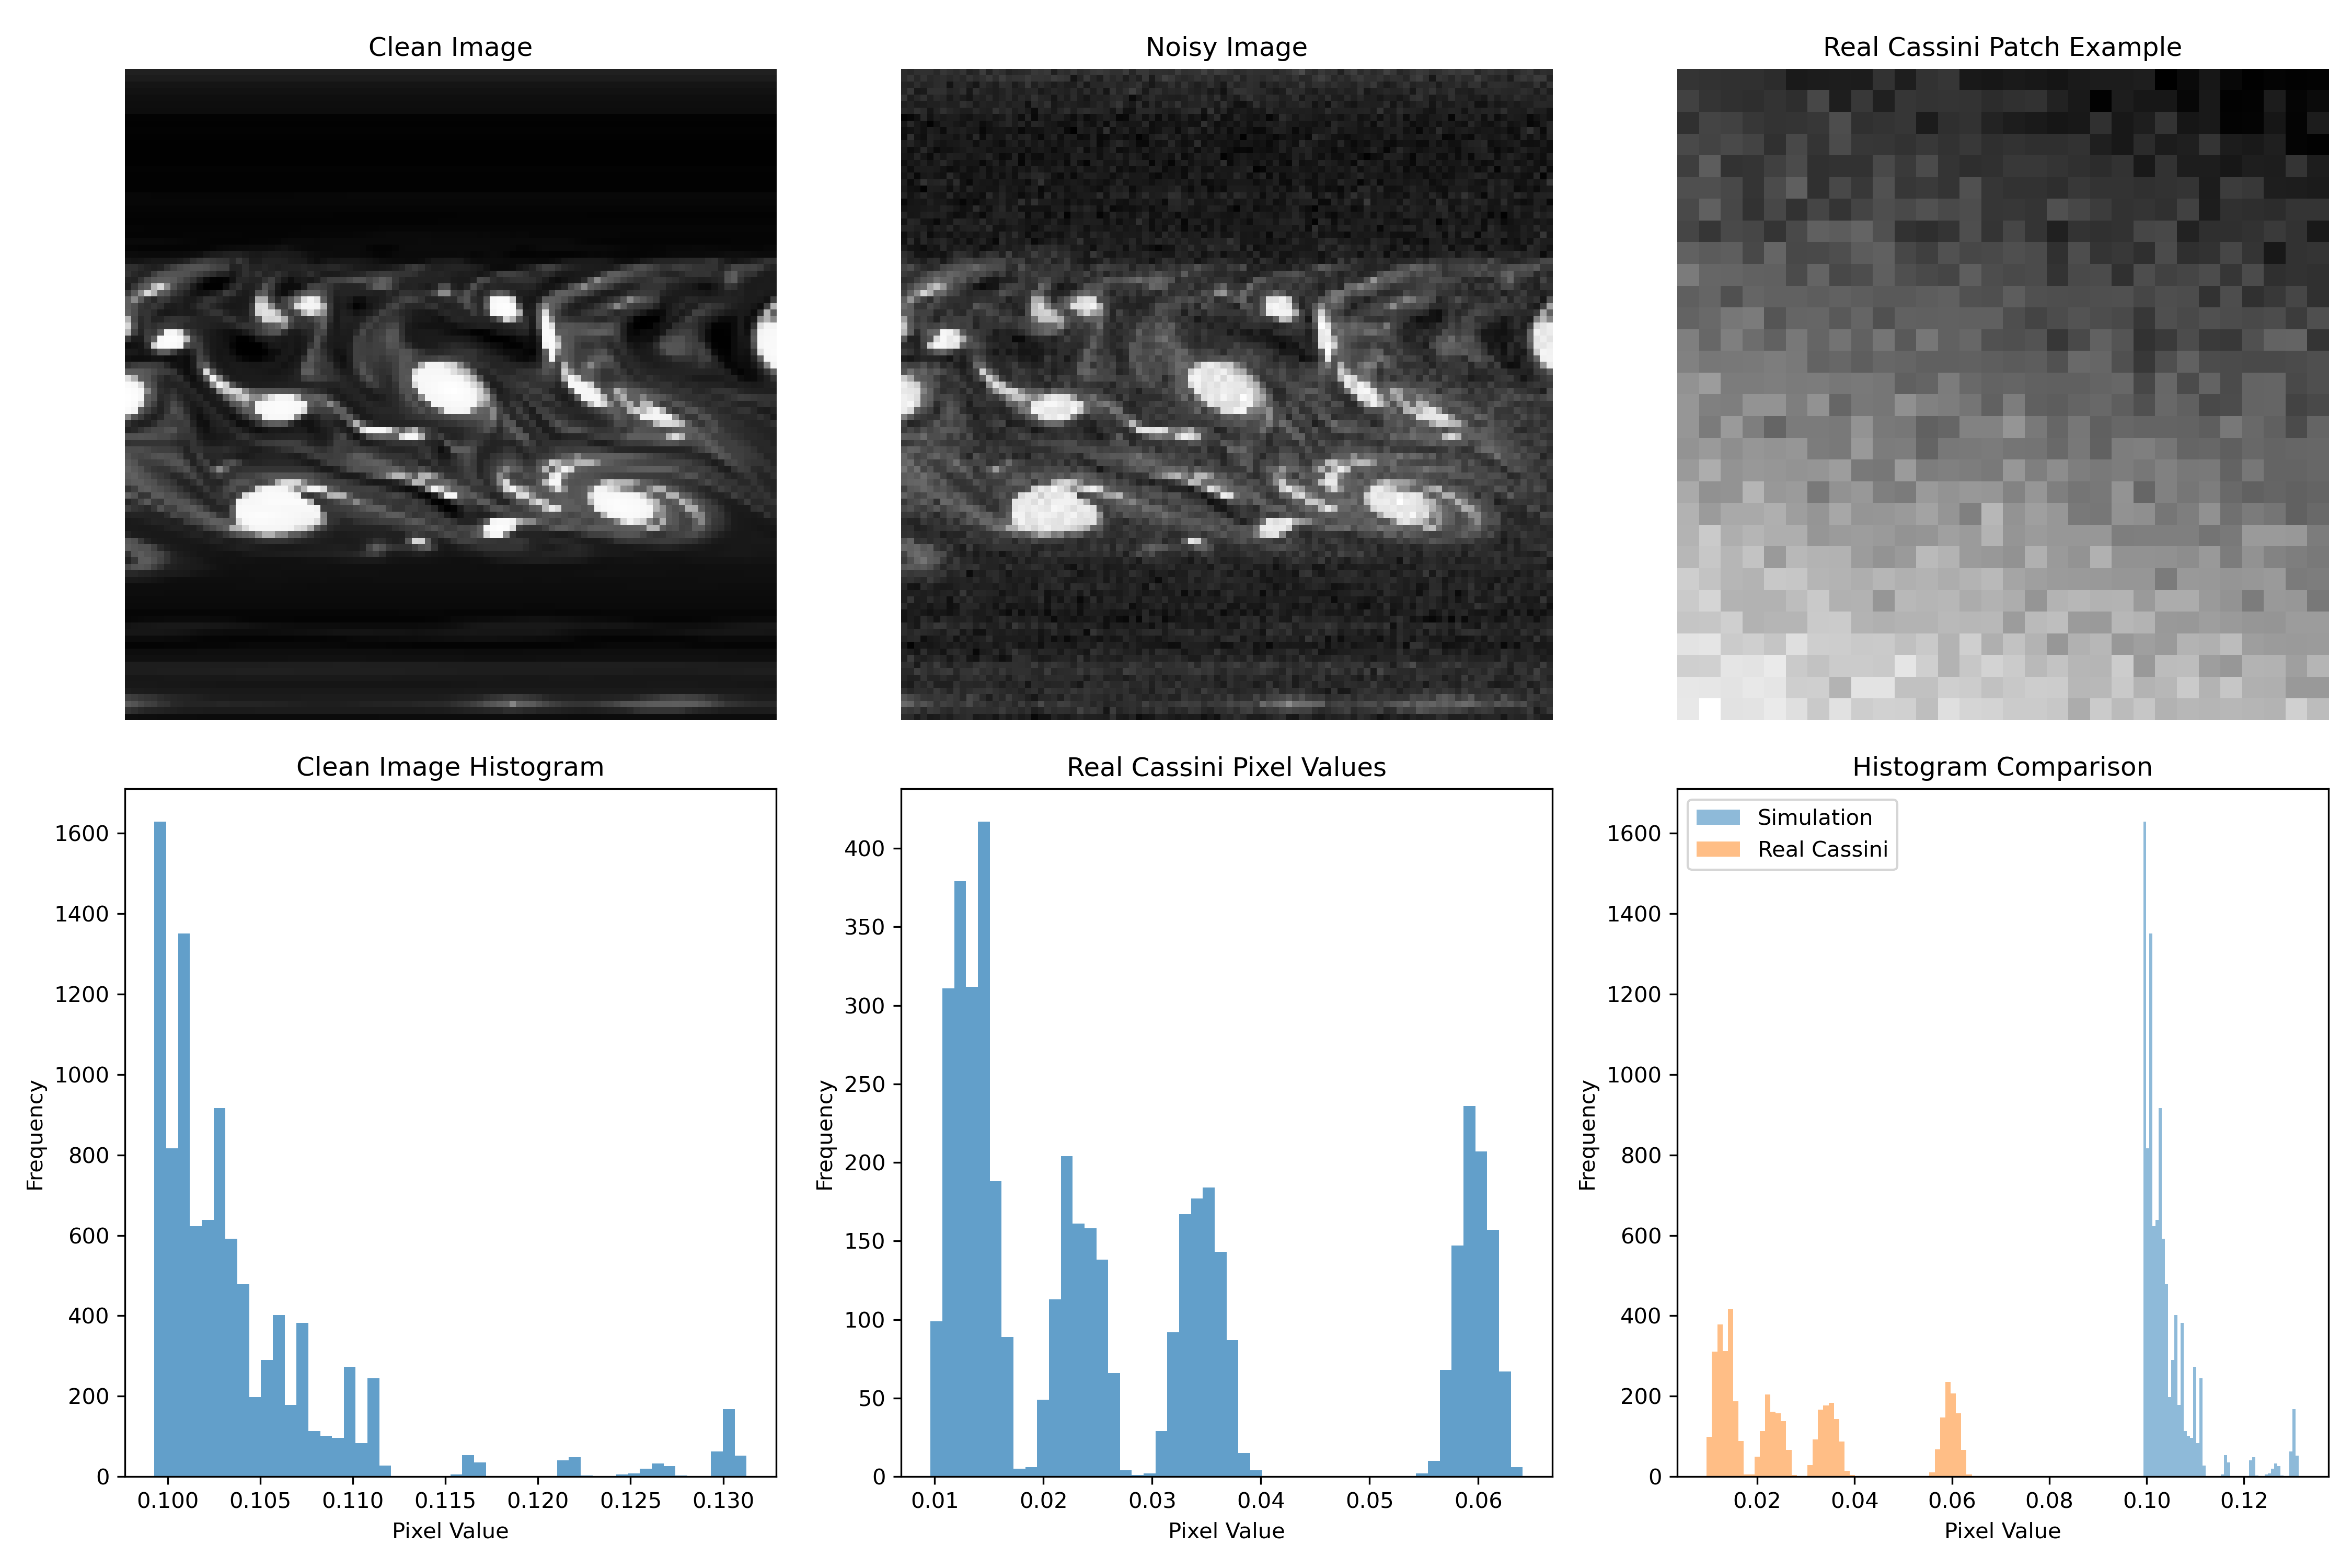 Clean Image
Noisy Image
Real Cassini Patch Example
Clean Image Histogram
Frequency
1600
1400
1200
1000
800
600
400
200
0
0.100 0.105 0.110 0.115 0.120 0.125 0.130
Pixel Value
Real Cassini Pixel Values
Frequency
400
350
300
250
200
150
100
50
0
0.01 0.02 0.03 0.04 0.05 0.06
Pixel Value
Histogram Comparison
Simulation
Real Cassini
Frequency
1600
1400
1200
1000
800
600
400
200
0
0.02 0.04 0.06 0.08 0.10 0.12
Pixel Value